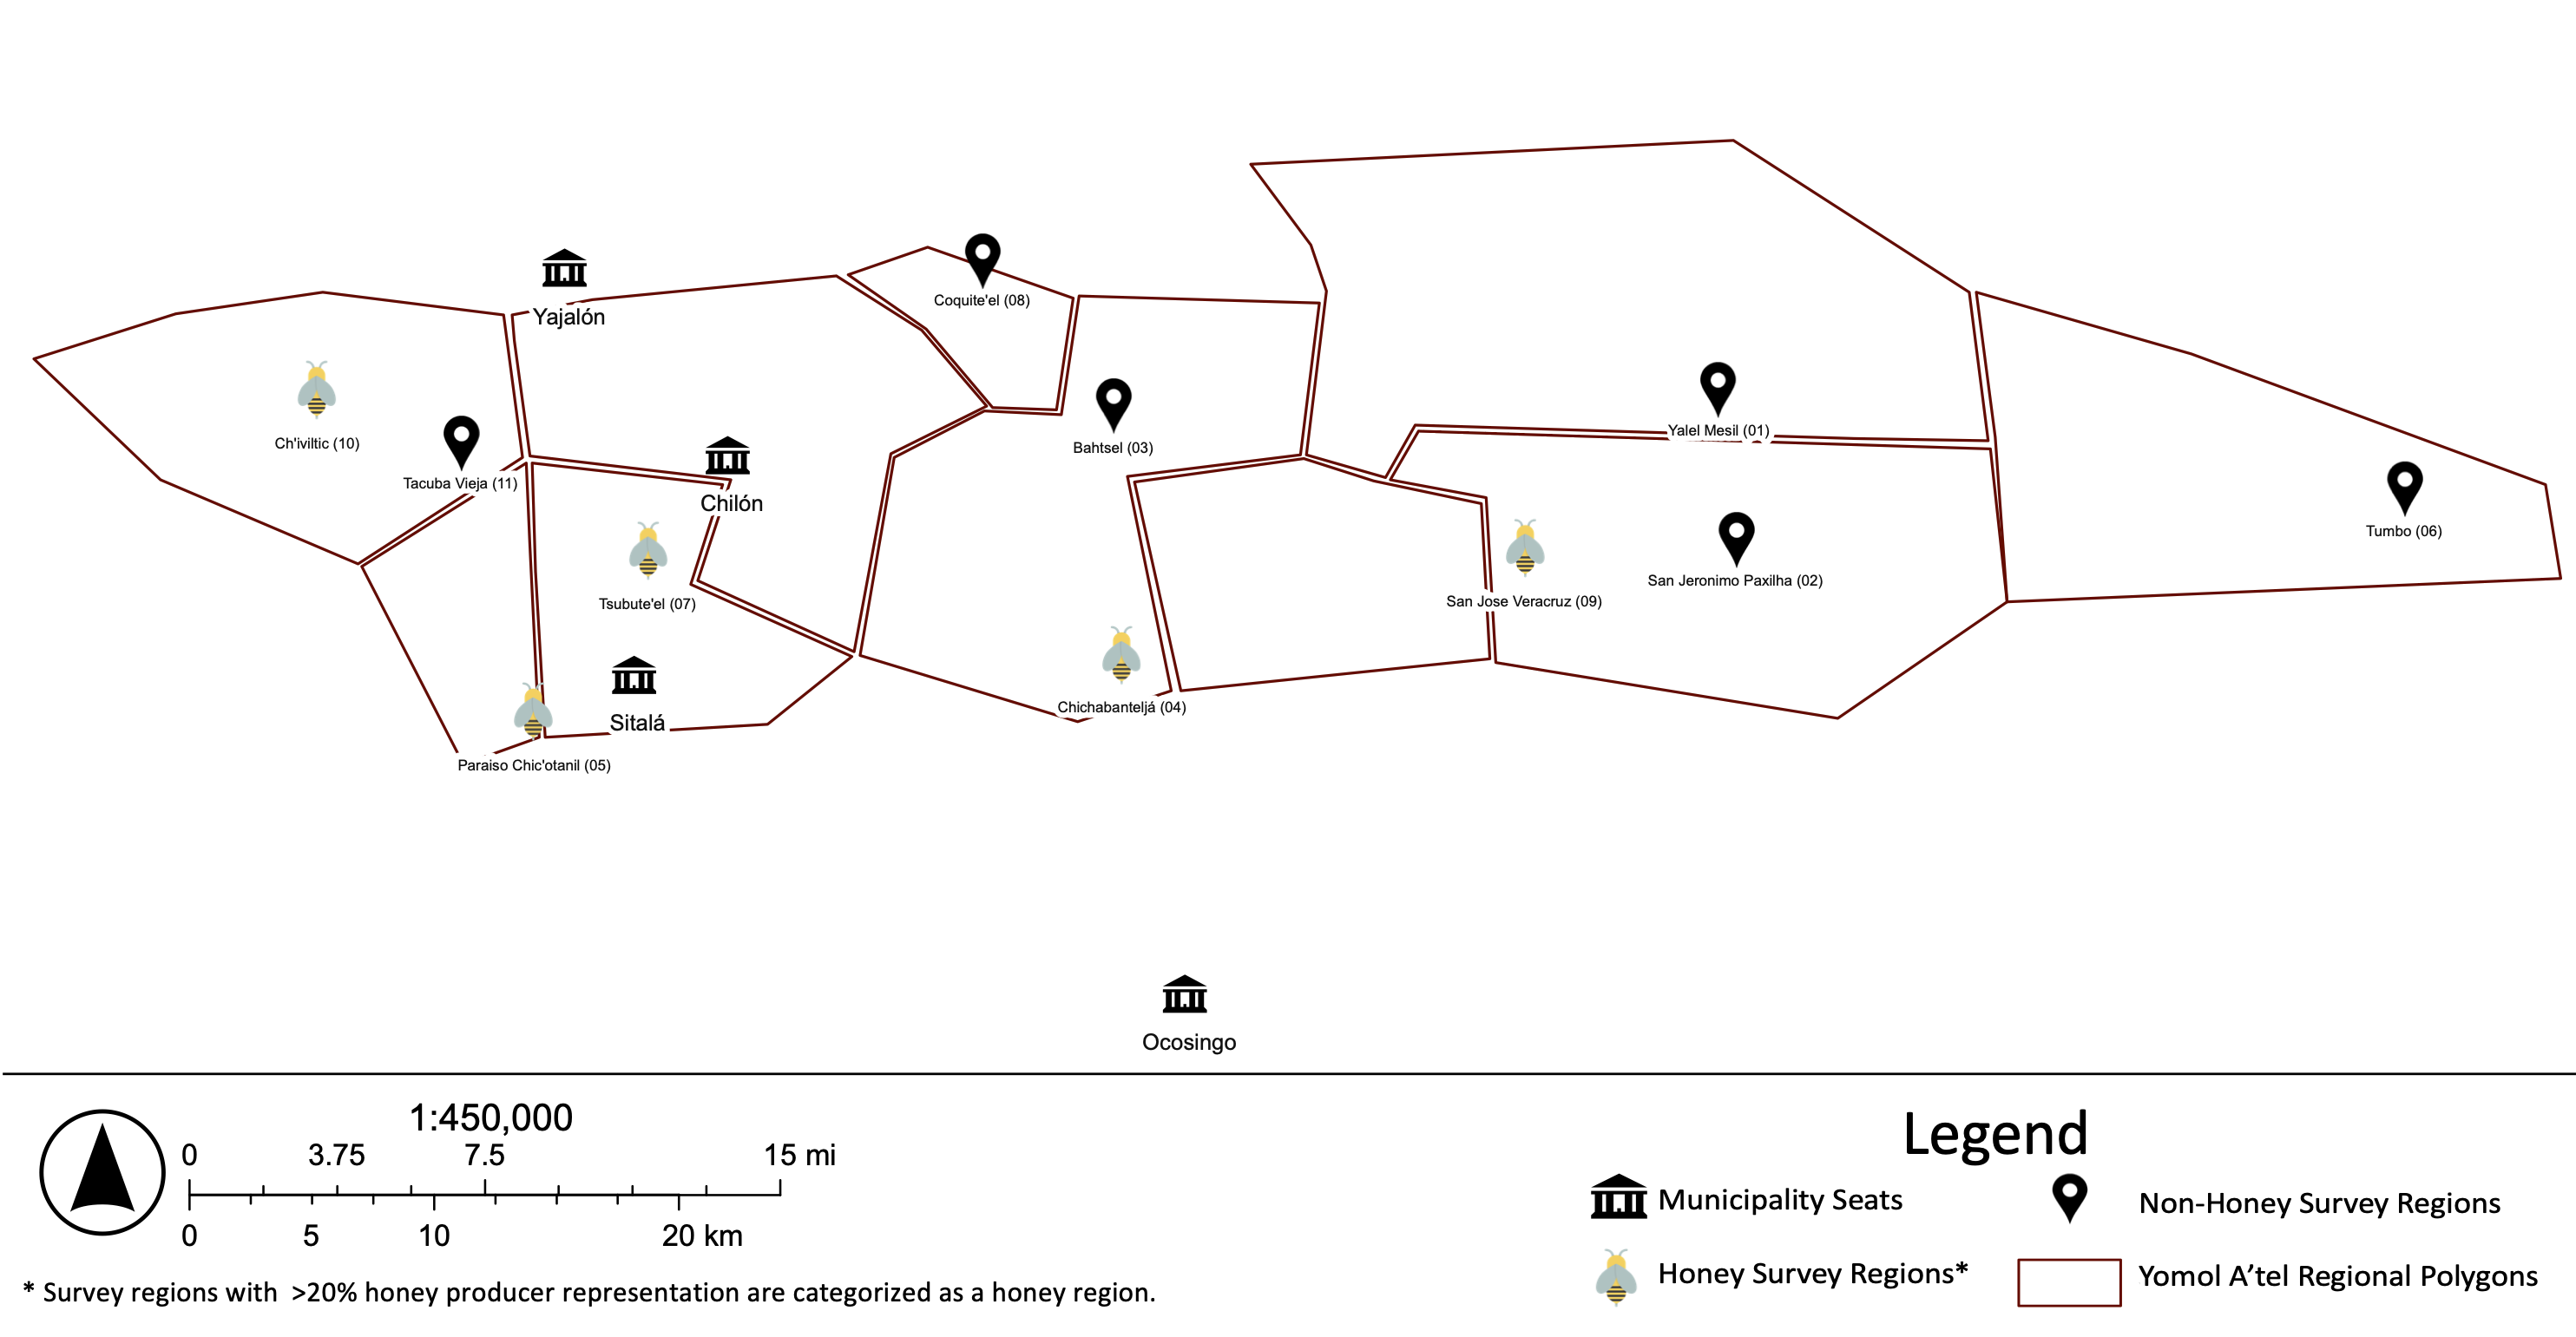 Coquite'el (08)
Yajalón
Yalel Mesil (01)
Ch'iviltic (10)
Bahtsel (03)
Tacuba Vieja (11)
Chilón
Tumbo (06)
San Jeronimo Paxilha (02)
Tsubute'el (07)
San Jose Veracruz (09)
Chichabanteljá (04)
Sitalá
Paraiso Chic'otanil (05)
Ocosingo
1:450,000
0 3.75 7.5 15 mi
0 5 10 20 km
* Survey regions with >20% honey producer representation are categorized as a honey region.
Legend
Municipality Seats
Non-Honey Survey Regions
Honey Survey Regions*
Yomol A’tel Regional Polygons